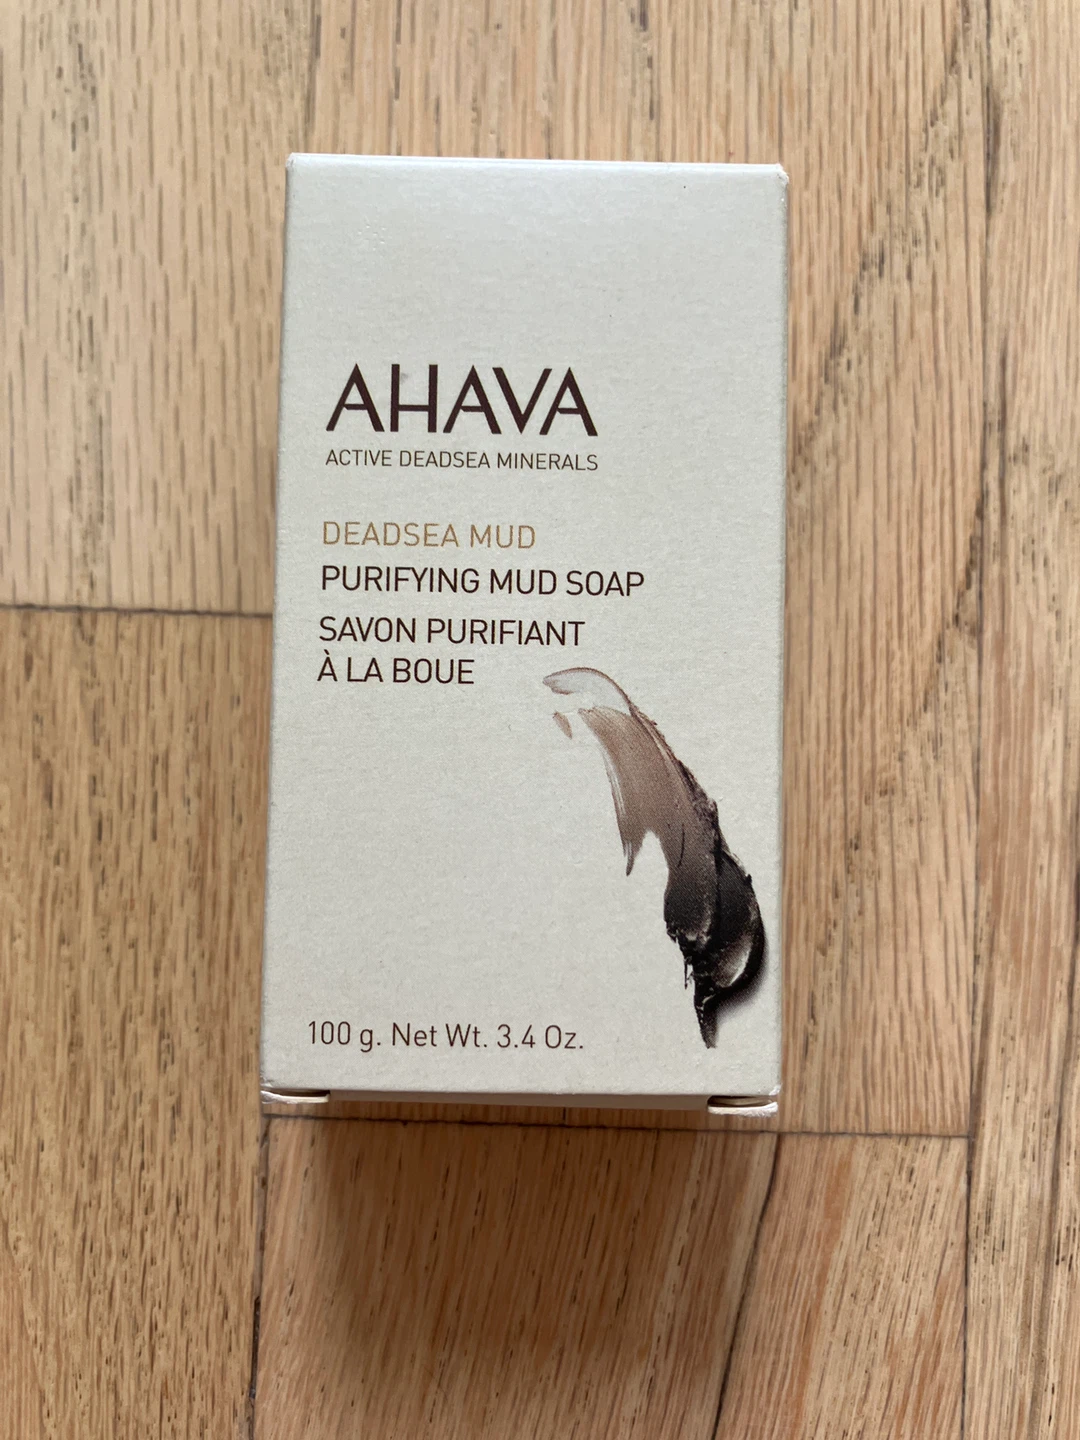 AHAVA
ACTIVE DEADSEA MINERALS
DEADSEA MUD
PURIFYING MUD SOAP
SAVON PURIFIANT
À LA BOUE
100 g. Net Wt. 3.4 Oz.